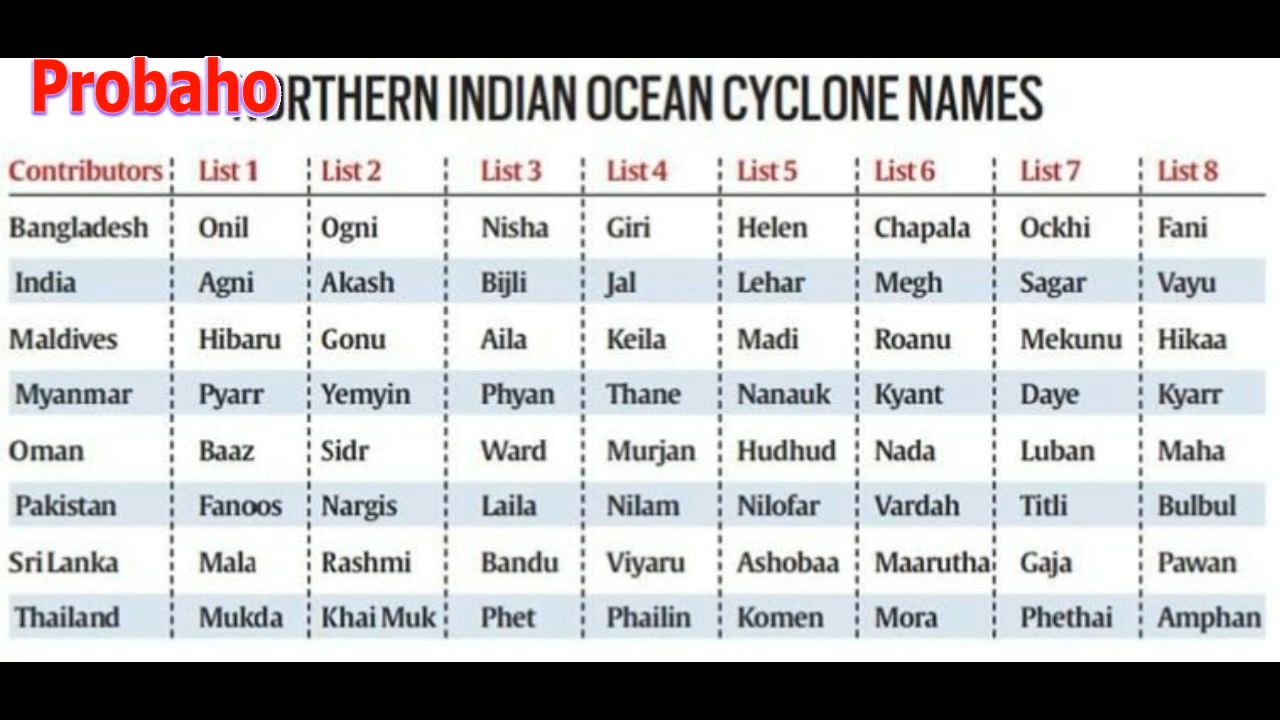 Probaho
NORTHERN INDIAN OCEAN CYCLONE NAMES
Contributors List 1 List 2 List 3 List 4 List 5 List 6 List 7 List 8
Bangladesh Onil Ogni Nisha Giri Helen Chapala Ockhi Fani
India Agni Akash Bijli Jal Lehar Megh Sagar Vayu
Maldives Hibaru Gonu Aila Keila Madi Roanu Mekunu Hikaa
Myanmar Pyarr Yemyin Phyan Thane Nanauk Kyant Daye Kyarr
Oman Baaz Sidr Ward Murjan Hudhud Nada Luban Maha
Pakistan Fanoos Nargis Laila Nilam Nilofar Vardah Titli Bulbul
Sri Lanka Mala Rashmi Bandu Viyaru Ashobaa Maarutha Gaja Pawan
Thailand Mukda Khai Muk Phet Phailin Komen Mora Phethai Amphan